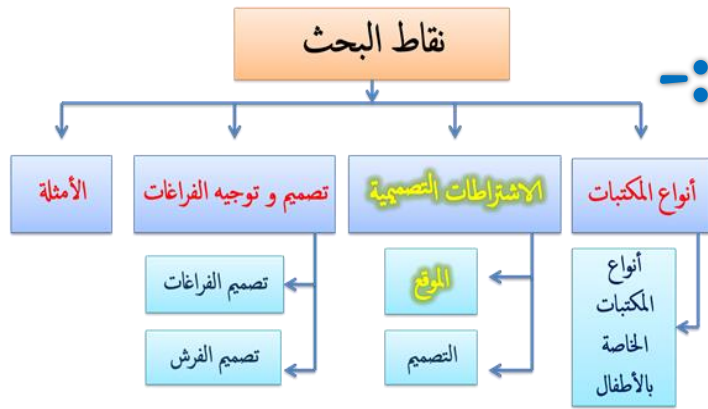 نقاط البحث
:-
أنواع المكتبات
الاشتراطات التصميمية
تصميم و توجيه الفراغات
الأمثلة
أنواع
المكتبات
الخاصة
بالأطفال
الموقع
التصميم
تصميم الفراغات
تصميم الفرش